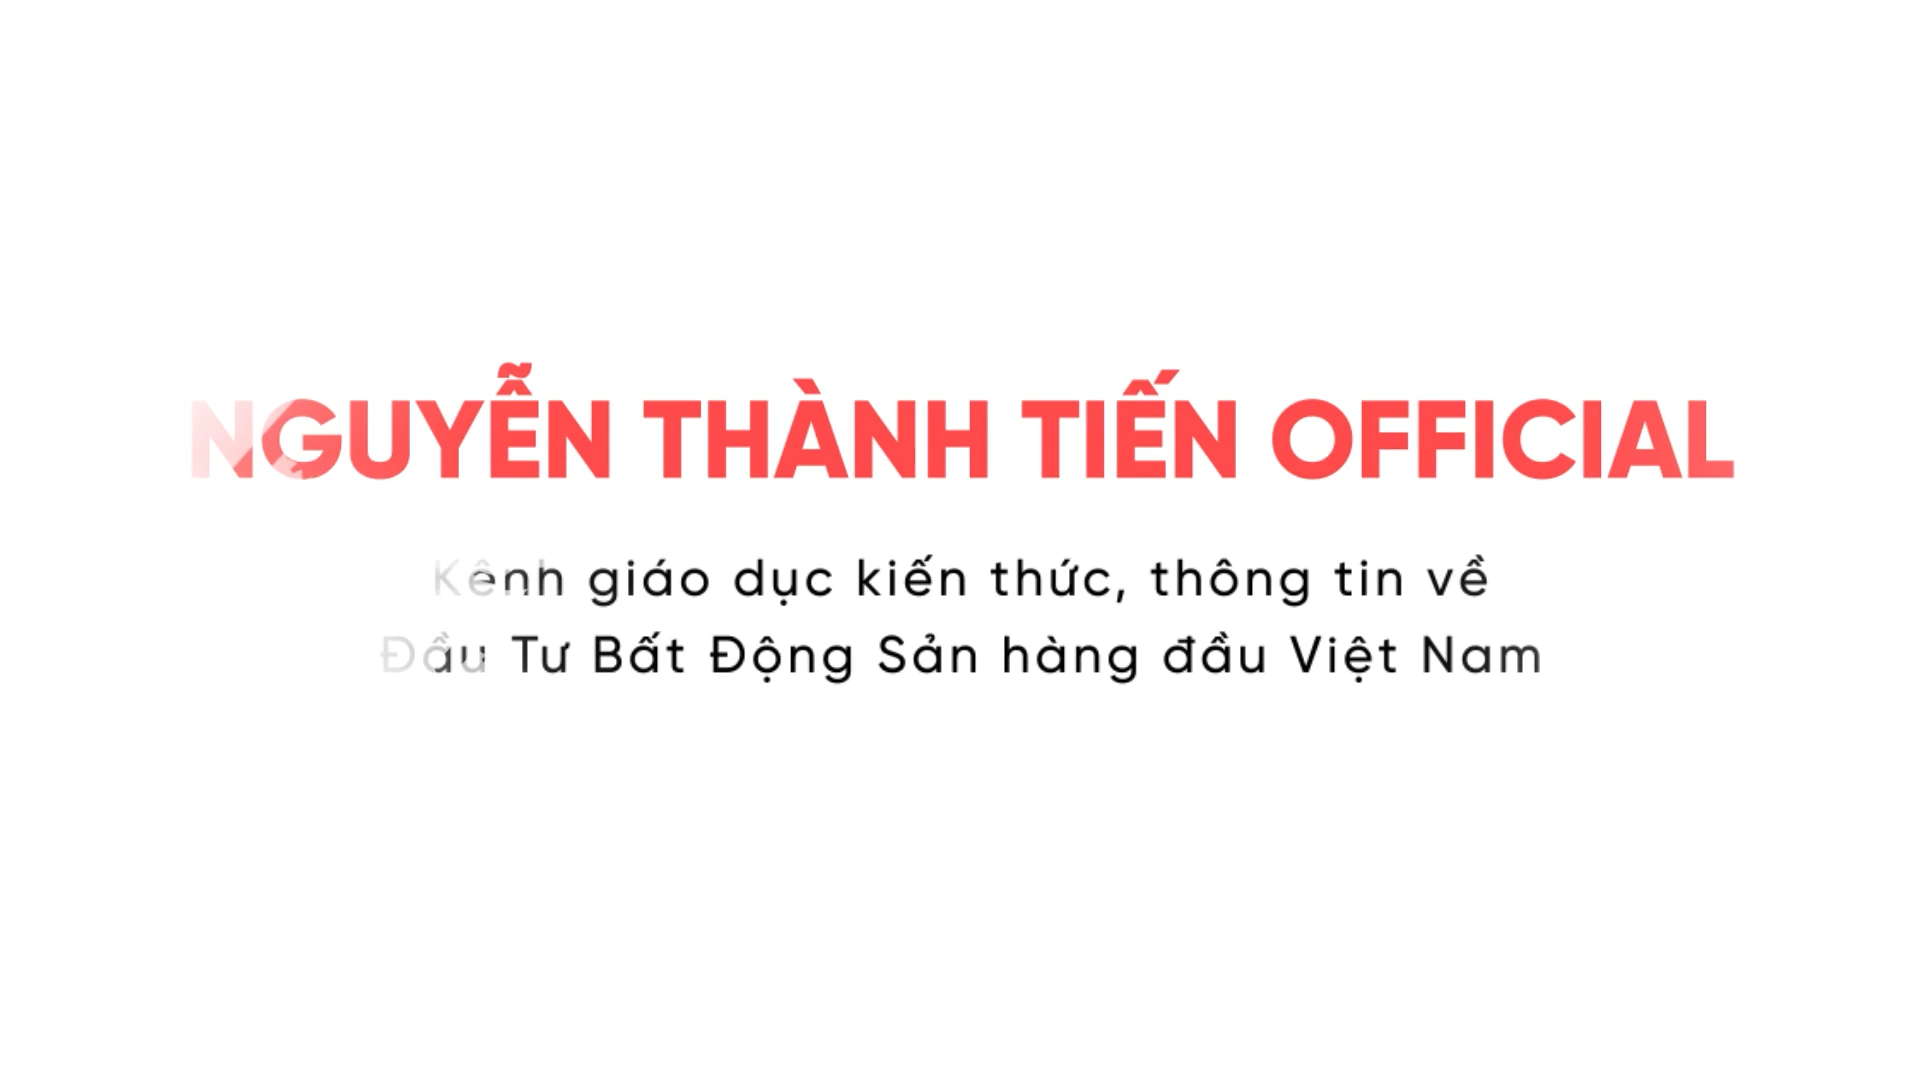 NGUYỄN THÀNH TIẾN OFFICIAL
Kênh giáo dục kiến thức, thông tin về
Đầu Tư Bất Động Sản hàng đầu Việt Nam